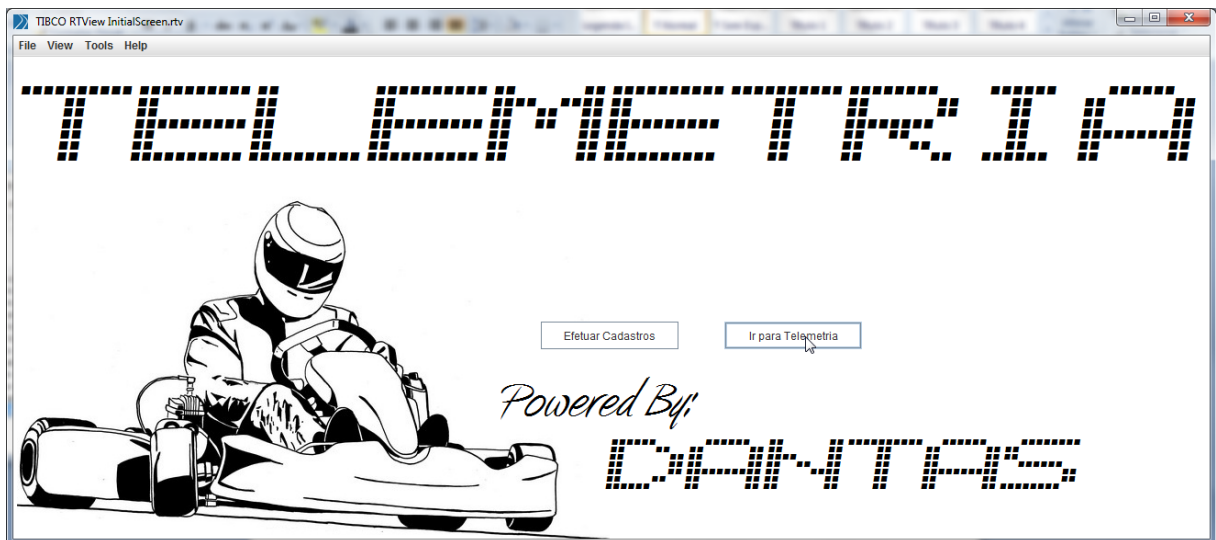 TIBCO RTView InitialScreen.rtv
File View Tools Help
TELEMETRIA
Efetuar Cadastros
Ir para Telemetria
Powered By:
DANTAS